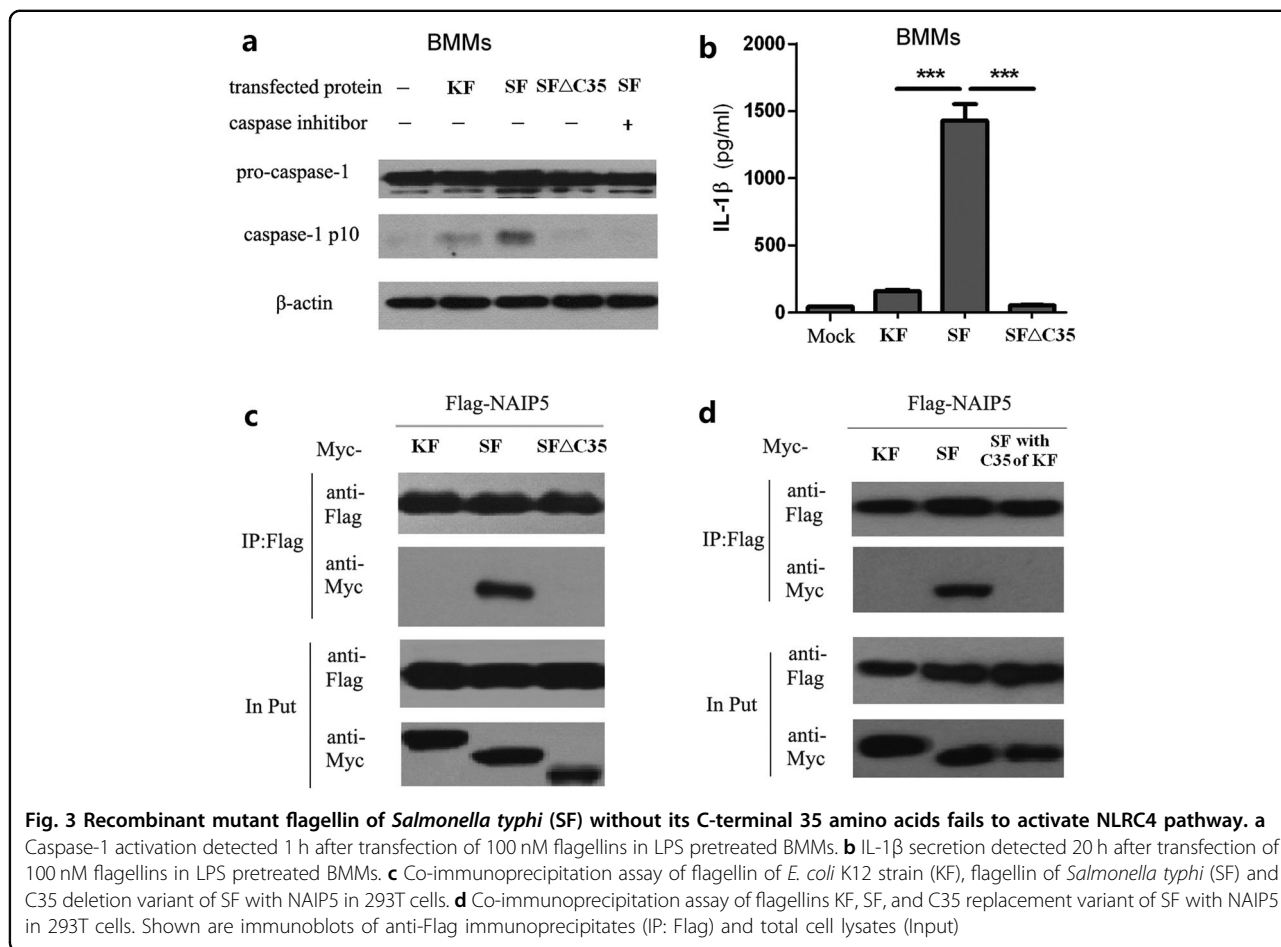 a
BMMs
transfected protein – KF SF SF△C35 SF
caspase inhitibor – – – – +
pro-caspase-1
caspase-1 p10
β-actin
b
BMMs
IL-1β (pg/ml)
2000
1500
1000
500
0
*** ***
Mock KF SF SF△C35
c
Flag-NAIP5
Myc- KF SF SF△C35
IP:Flag
anti-
Flag
anti-
Myc
In Put
anti-
Flag
anti-
Myc
d
Flag-NAIP5
Myc- KF SF SF with
C35 of KF
IP:Flag
anti-
Flag
anti-
Myc
In Put
anti-
Flag
anti-
Myc
Fig. 3 Recombinant mutant flagellin of Salmonella typhi (SF) without its C-terminal 35 amino acids fails to activate NLRC4 pathway. a
Caspase-1 activation detected 1 h after transfection of 100 nM flagellins in LPS pretreated BMMs. b IL-1β secretion detected 20 h after transfection of
100 nM flagellins in LPS pretreated BMMs. c Co-immunoprecipitation assay of flagellin of E. coli K12 strain (KF), flagellin of Salmonella typhi (SF) and
C35 deletion variant of SF with NAIP5 in 293T cells. d Co-immunoprecipitation assay of flagellins KF, SF, and C35 replacement variant of SF with NAIP5
in 293T cells. Shown are immunoblots of anti-Flag immunoprecipitates (IP: Flag) and total cell lysates (Input)